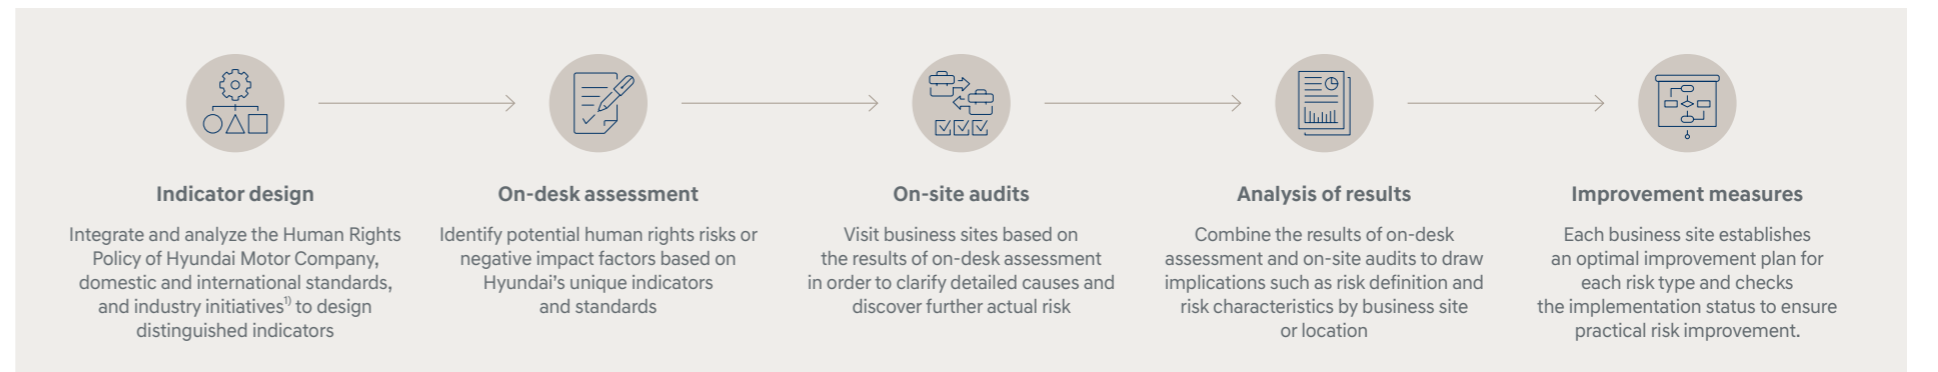 Indicator design
Integrate and analyze the Human Rights
Policy of Hyundai Motor Company,
domestic and international standards,
and industry initiatives1) to design
distinguished indicators
On-desk assessment
Identify potential human rights risks or
negative impact factors based on
Hyundai's unique indicators
and standards
On-site audits
Visit business sites based on
the results of on-desk assessment
in order to clarify detailed causes and
discover further actual risk
Analysis of results
Combine the results of on-desk
assessment and on-site audits to draw
implications such as risk definition and
risk characteristics by business site
or location
Improvement measures
Each business site establishes
an optimal improvement plan for
each risk type and checks
the implementation status to ensure
practical risk improvement.